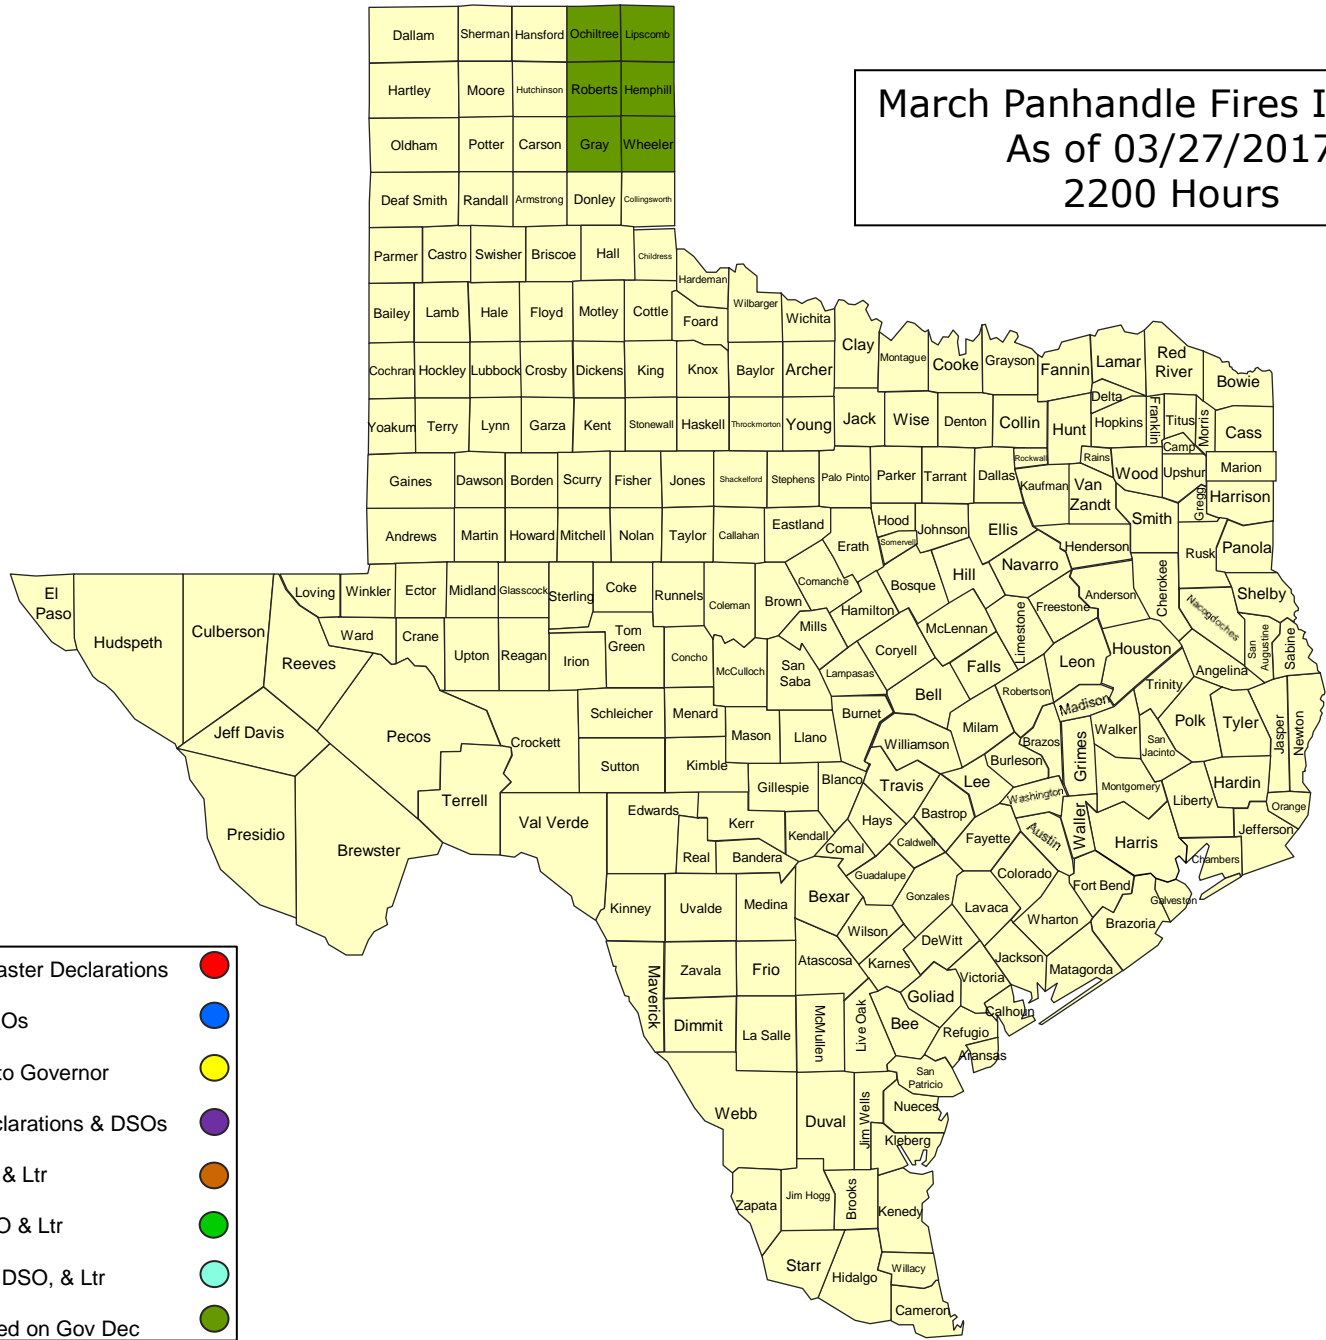 March Panhandle Fires I
As of 03/27/2017
2200 Hours
Dallam Sherman Hansford Ochiltree Lipscomb
Hartley Moore Hutchinson Roberts Hemphill
Oldham Potter Carson Gray Wheeler
Deaf Smith Randall Armstrong Donley Collingsworth
Parmer Castro Swisher Briscoe Hall Childress
Hardeman
Bailey Lamb Hale Floyd Motley Cottle Foard Wilbarger Wichita
Clay Montague Cooke Grayson Fannin Lamar Red River Bowie
Cochran Hockley Lubbock Crosby Dickens King Knox Baylor Archer
Delta
Yoakum Terry Lynn Garza Kent Stonewall Haskell Throckmorton Young Jack Wise Denton Collin Hunt Hopkins Franklin Titus Morris Cass
Camp
Rockwall Rains
Gaines Dawson Borden Scurry Fisher Jones Shackelford Stephens Palo Pinto Parker Tarrant Dallas Kaufman Van Zandt Wood Upshur Marion
Gregg Harrison
Andrews Martin Howard Mitchell Nolan Taylor Callahan Eastland Erath Hood Somervell Johnson Ellis Henderson Smith Rusk Panola
El Paso Hudspeth Culberson Loving Winkler Ector Midland Glasscock Sterling Coke Runnels Coleman Brown Comanche Hamilton Bosque Hill Navarro Freestone Anderson Cherokee Nacogdoches Shelby
Reeves Ward Crane Upton Reagan Irion Tom Green Concho McCulloch San Saba Mills Lampasas Coryell McLennan Limestone Falls Leon Houston Angelina San Augustine Sabine
Jeff Davis Pecos Crockett Schleicher Menard Mason Llano Burnet Bell Milam Robertson Madison Trinity
Williamson Brazos Grimes Walker San Jacinto Polk Tyler Jasper Newton
Terrell Sutton Kimble Gillespie Blanco Travis Lee Burleson Washington Montgomery Liberty Hardin Orange
Presidio Brewster Val Verde Edwards Kerr Kendall Hays Bastrop Caldwell Fayette Austin Waller Harris Jefferson
Real Bandera Comal Guadalupe Chambers
Kinney Uvalde Medina Bexar Gonzales Lavaca Colorado Fort Bend Galveston
Wilson DeWitt Wharton Brazoria
Maverick Zavala Frio Atascosa Karnes Victoria Jackson Matagorda
Dimmit La Salle McMullen Live Oak Bee Goliad Refugio Calhoun
Aransas
San Patricio
Webb Duval Jim Wells Nueces
Kleberg
Zapata Jim Hogg Brooks Kenedy
Starr Hidalgo Willacy
Cameron
aster Declarations
Os
to Governor
clarations & DSOs
& Ltr
O & Ltr
DSO, & Ltr
ed on Gov Dec